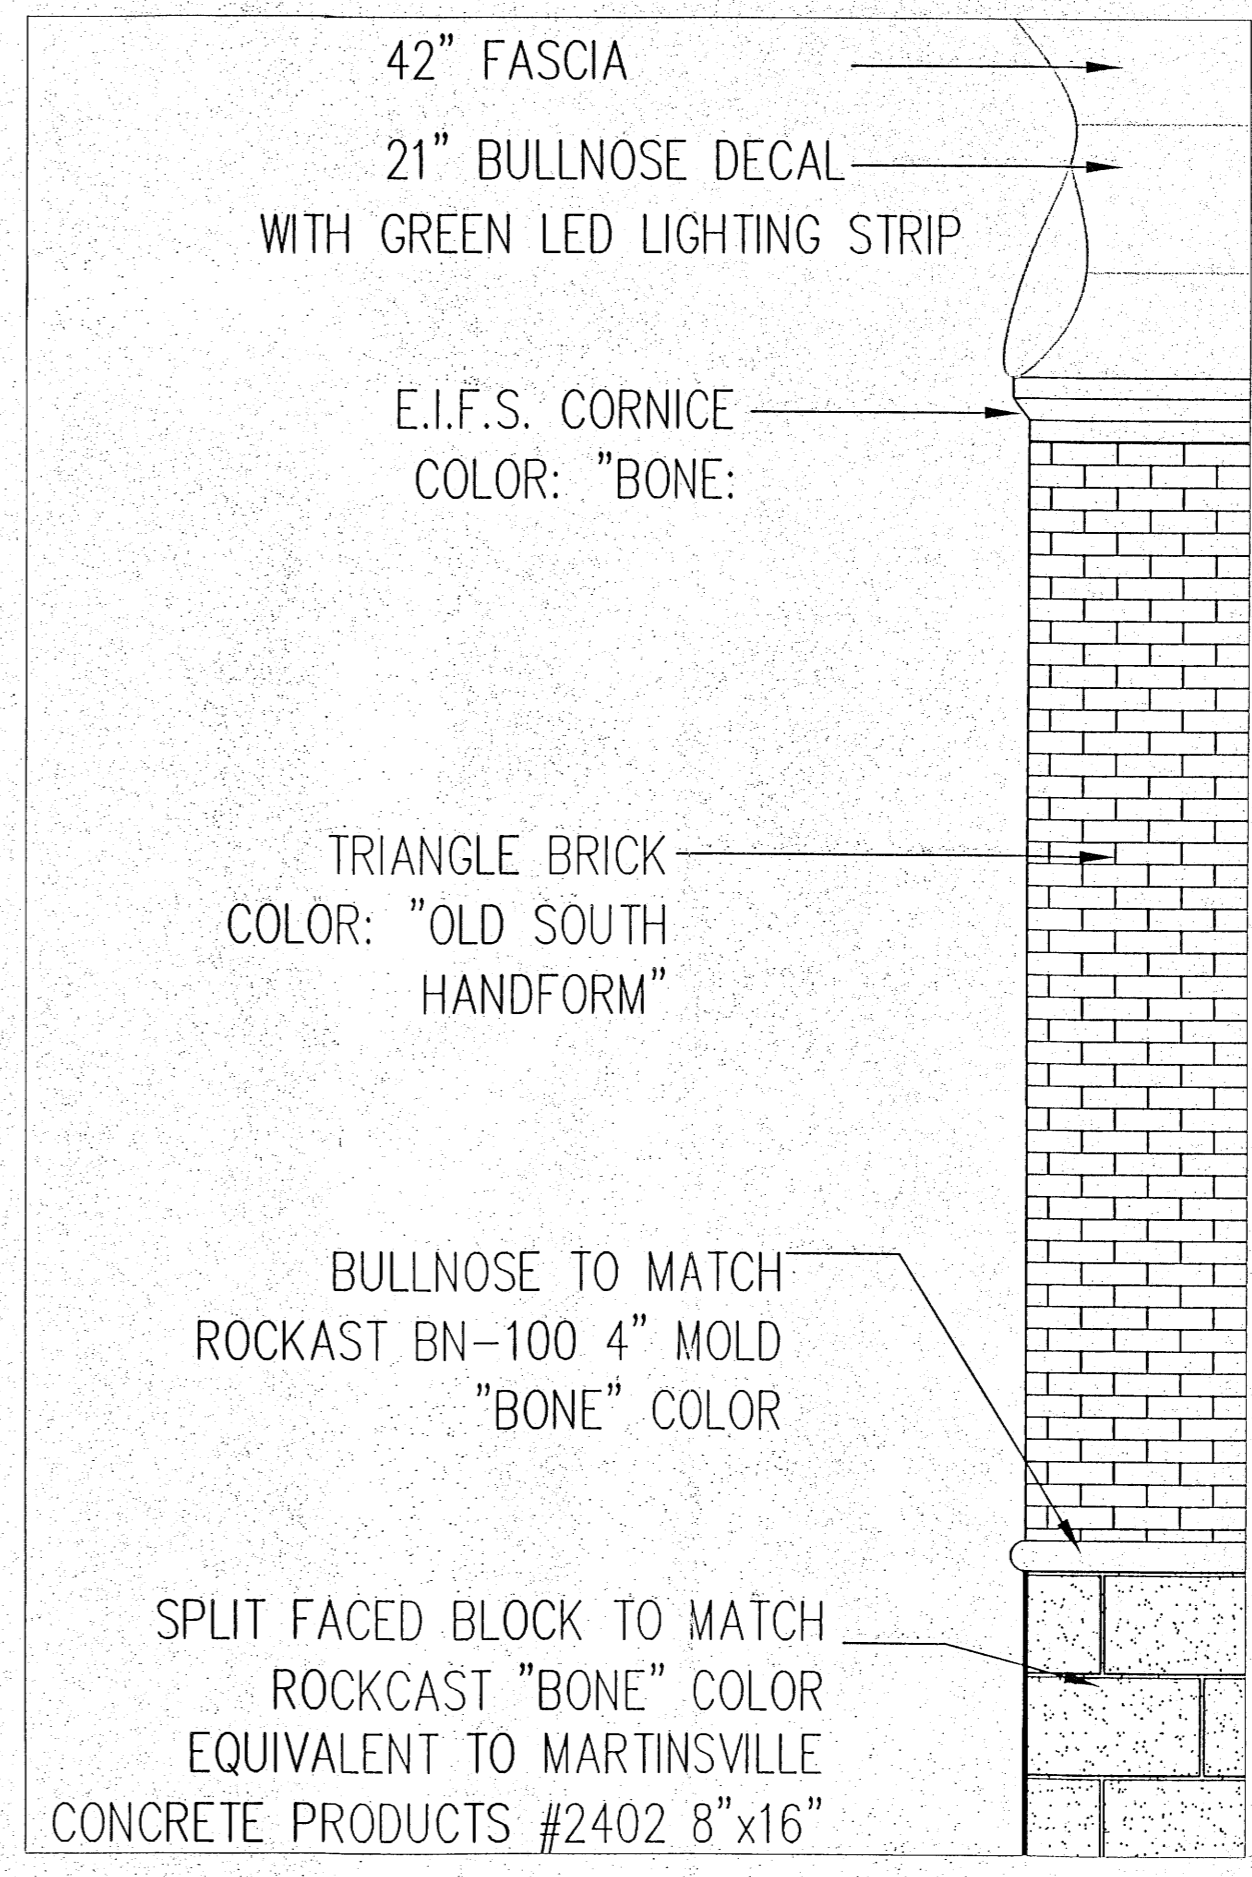 42” FASCIA
21” BULLNOSE DECAL
WITH GREEN LED LIGHTING STRIP
E.I.F.S. CORNICE
COLOR: ”BONE:
TRIANGLE BRICK
COLOR: ”OLD SOUTH
HANDFORM”
BULLNOSE TO MATCH
ROCKAST BN-100 4” MOLD
”BONE” COLOR
SPLIT FACED BLOCK TO MATCH
ROCKCAST ”BONE” COLOR
EQUIVALENT TO MARTINSVILLE
CONCRETE PRODUCTS #2402 8”x16”